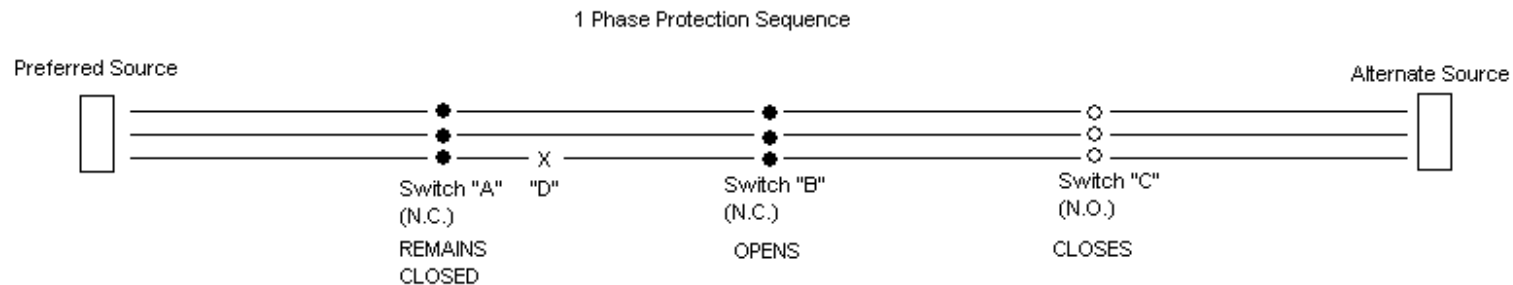 1 Phase Protection Sequence
Preferred Source
Alternate Source
X
Switch "A"
"D"
Switch "B"
Switch "C"
(N.C.)
(N.C.)
(N.O.)
REMAINS
CLOSED
OPENS
CLOSES